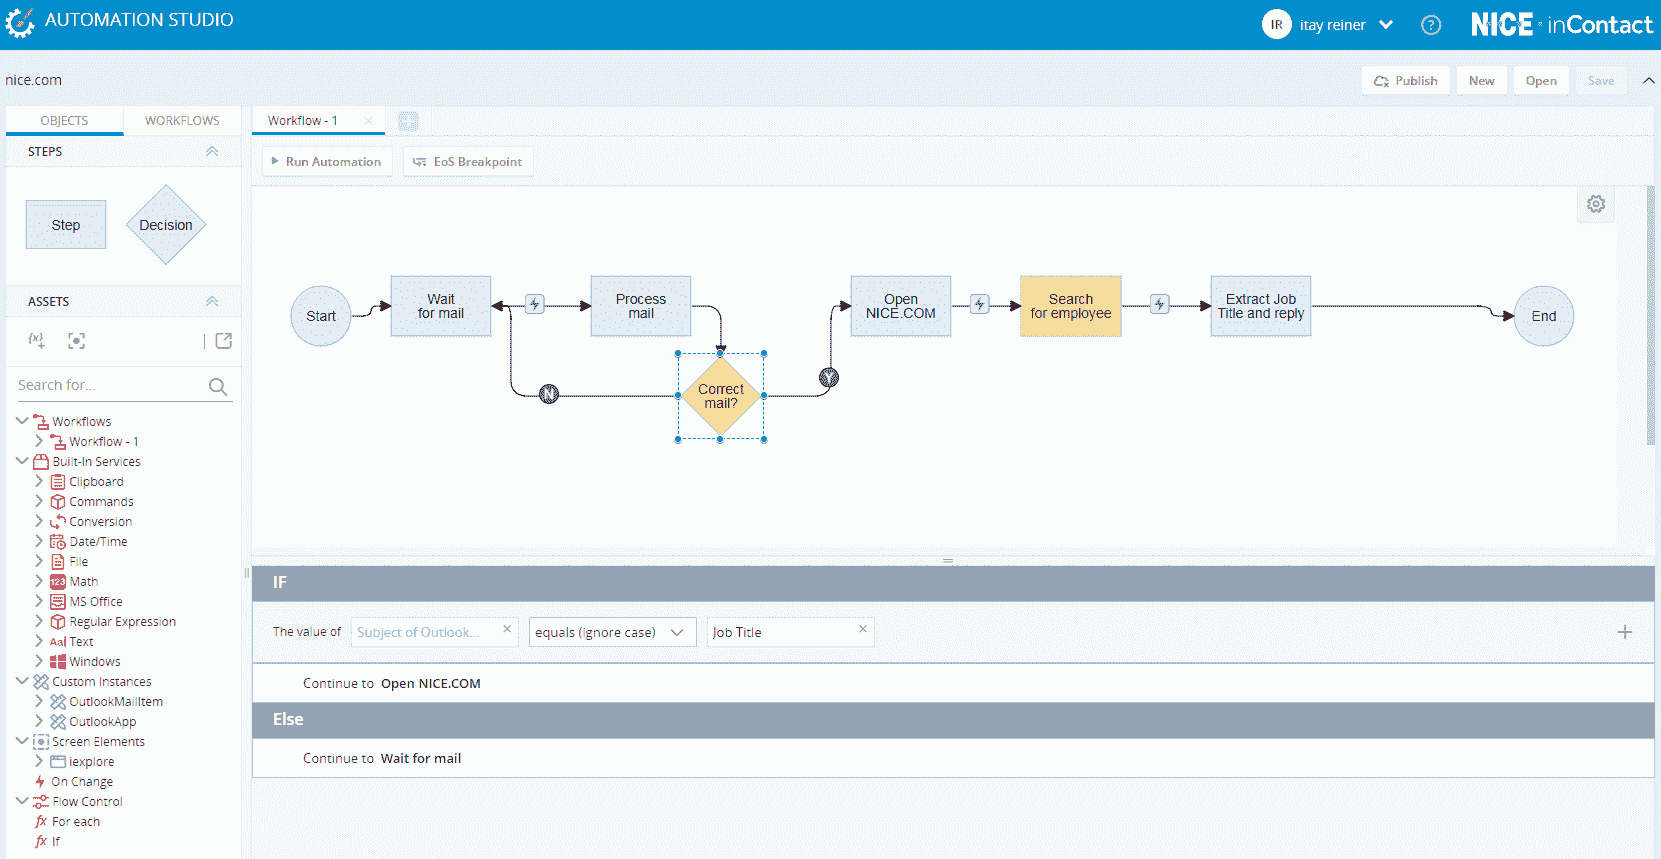 AUTOMATION STUDIO
IR itay reiner ? NICE · inContact
nice.com
Publish New Open Save
OBJECTS WORKFLOWS
Workflow - 1 ×
STEPS
Run Automation EoS Breakpoint
Step Decision
Start
Wait
for mail
Process
mail
Correct
mail?
N
Y
Open
NICE.COM
Search
for employee
Extract Job
Title and reply
End
ASSETS
{x}+
Search for...
Workflows
Workflow - 1
Built-In Services
Clipboard
Commands
Conversion
Date/Time
File
123 Math
MS Office
Regular Expression
Aa Text
Windows
Custom Instances
OutlookMailItem
OutlookApp
Screen Elements
iexplore
On Change
Flow Control
fx For each
fx If
IF
The value of Subject of Outlook... × equals (ignore case) Job Title ×
Continue to Open NICE.COM
Else
Continue to Wait for mail